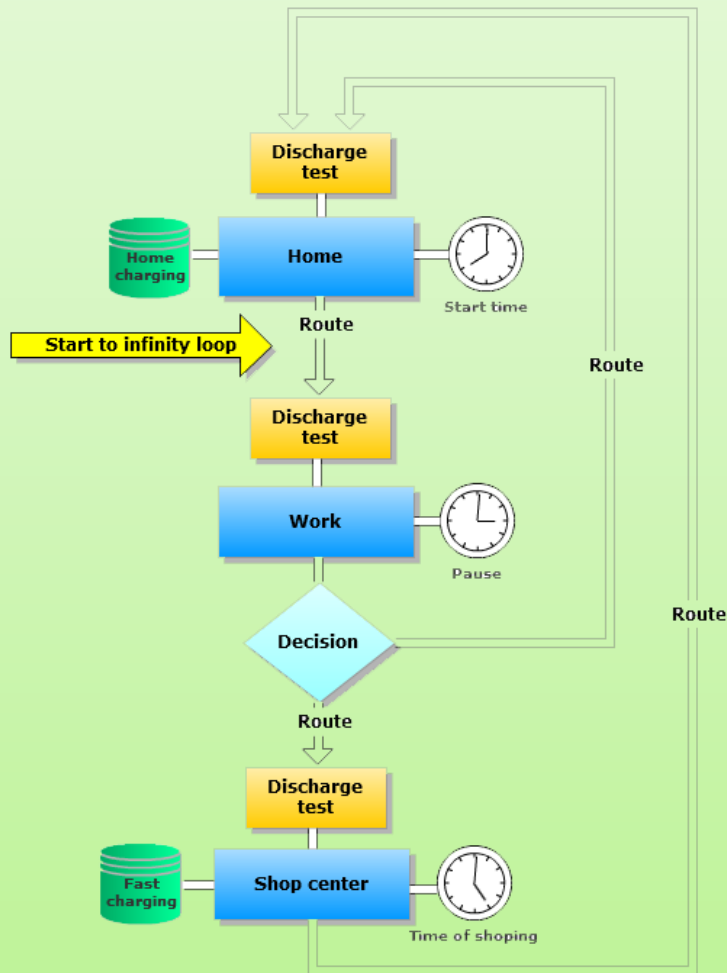 Discharge
test
Home
charging
Home
Start time
Route
Start to infinity loop
Route
Discharge
test
Work
Pause
Route
Decision
Route
Discharge
test
Fast
charging
Shop center
Time of shoping